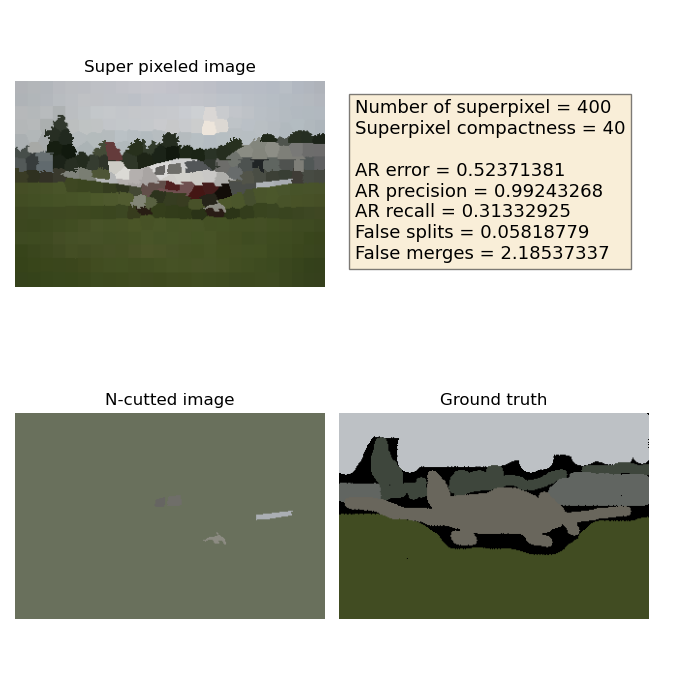 Super pixeled image
Number of superpixel = 400
Superpixel compactness = 40
AR error = 0.52371381
AR precision = 0.99243268
AR recall = 0.31332925
False splits = 0.05818779
False merges = 2.18537337
N-cutted image
Ground truth